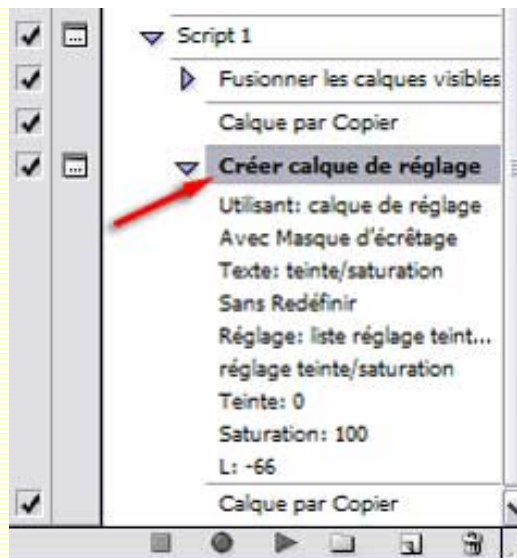 Script 1
Fusionner les calques visibles
Calque par Copier
Créer calque de réglage
Utilisant: calque de réglage
Avec Masque d'écrêtage
Texte: teinte/saturation
Sans Redéfinir
Réglage: liste réglage teint...
réglage teinte/saturation
Teinte: 0
Saturation: 100
L: -66
Calque par Copier